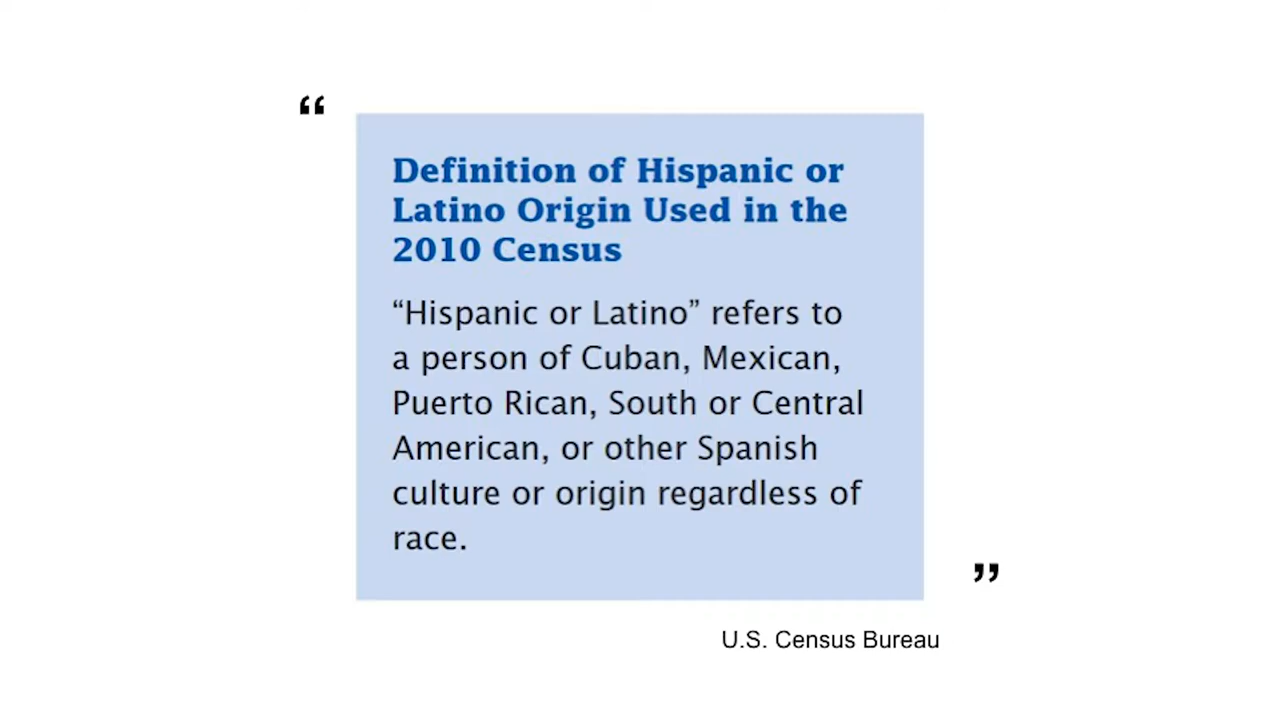 “
Definition of Hispanic or
Latino Origin Used in the
2010 Census
“Hispanic or Latino” refers to
a person of Cuban, Mexican,
Puerto Rican, South or Central
American, or other Spanish
culture or origin regardless of
race.
”
U.S. Census Bureau